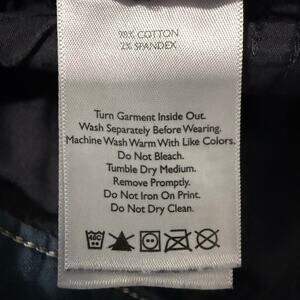 98% COTTON
2% SPANDEX
Turn Garment Inside Out.
Wash Separately Before Wearing.
Machine Wash Warm With Like Colors.
Do Not Bleach.
Tumble Dry Medium.
Remove Promptly.
Do Not Iron On Print.
Do Not Dry Clean.
40C